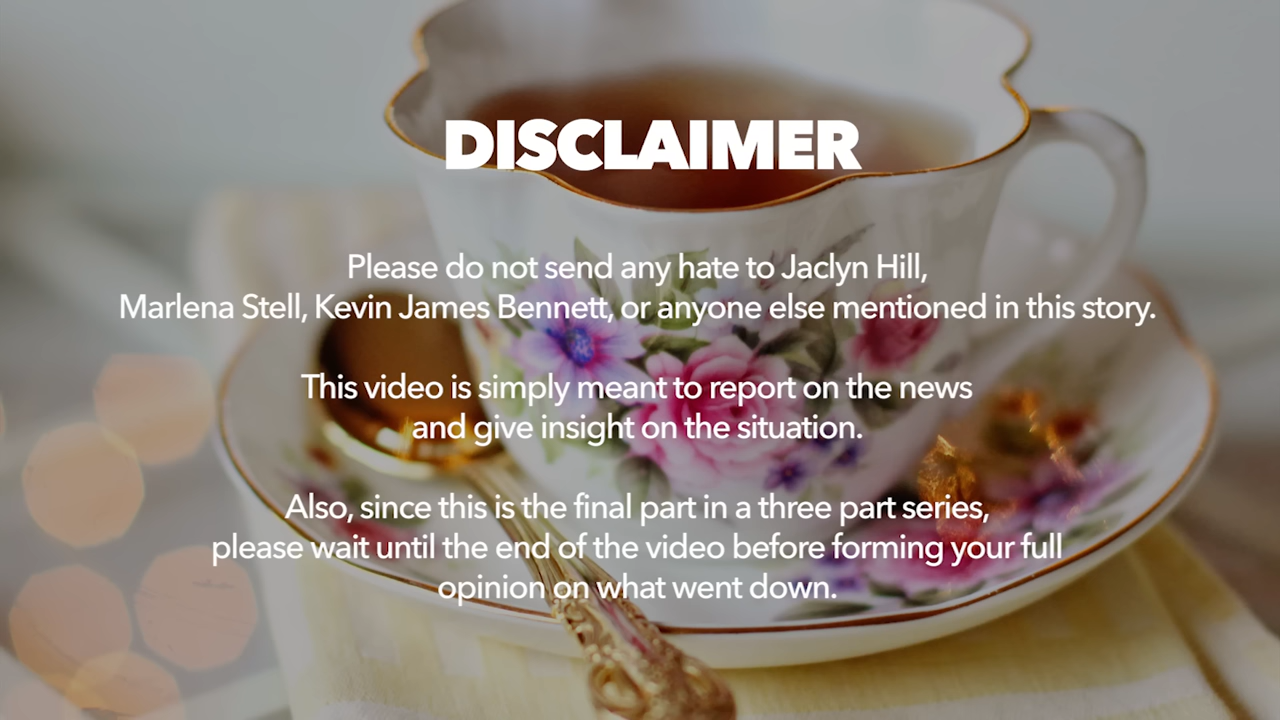 DISCLAIMER
Please do not send any hate to Jaclyn Hill,
Marlena Stell, Kevin James Bennett, or anyone else mentioned in this story.
This video is simply meant to report on the news
and give insight on the situation.
Also, since this is the final part in a three part series,
please wait until the end of the video before forming your full
opinion on what went down.